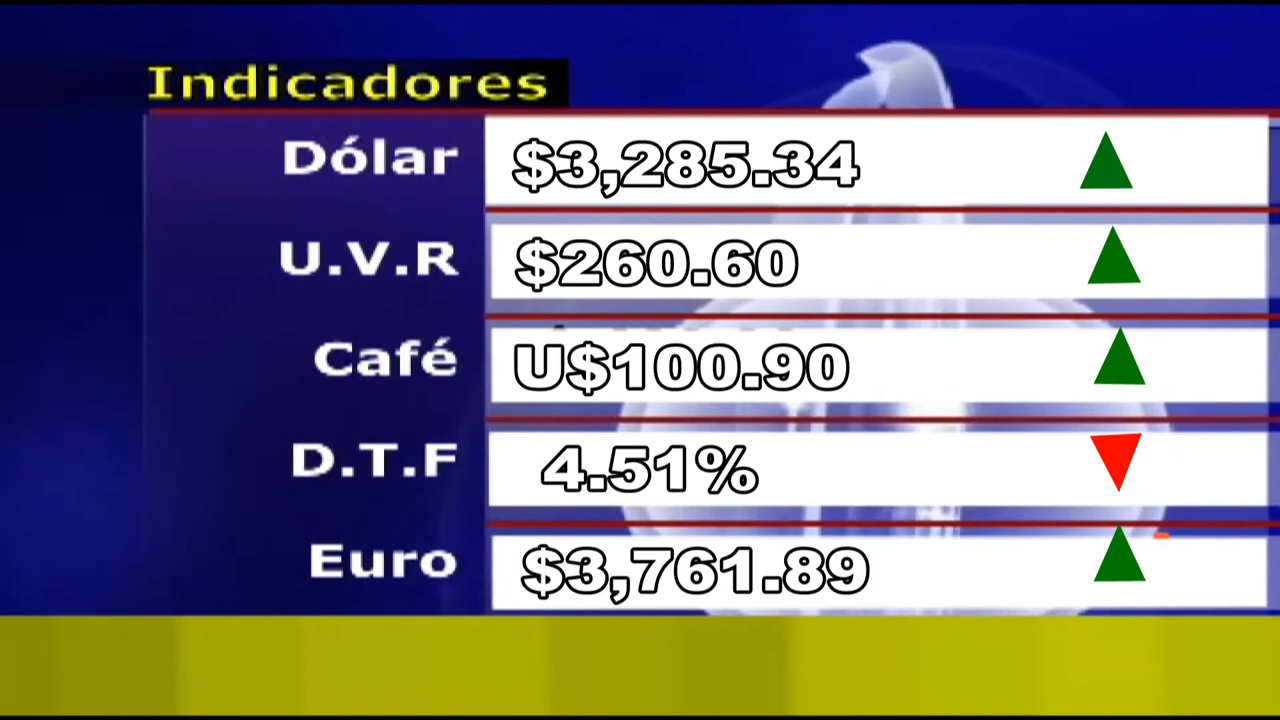 Indicadores
Dólar $3,285.34
U.V.R $260.60
Café U$100.90
D.T.F 4.51%
Euro $3,761.89